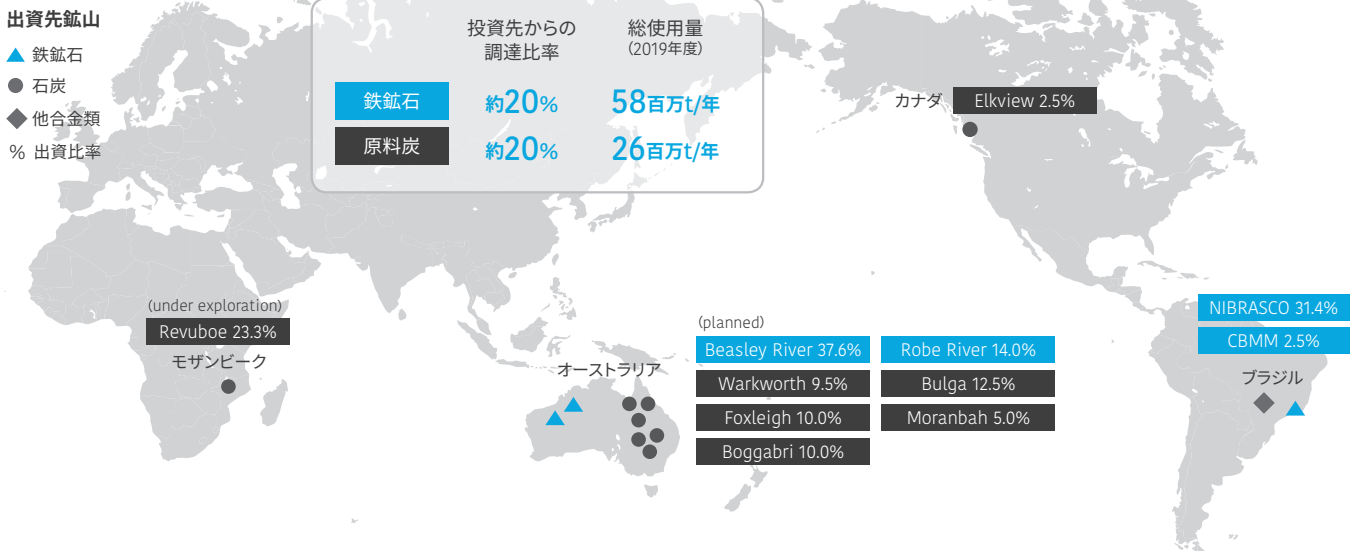 出資先鉱山
鉄鉱石
石炭
他合金類
% 出資比率
投資先からの
調達比率
総使用量
(2019年度)
鉄鉱石
約20%
58百万t/年
原料炭
約20%
26百万t/年
カナダ
Elkview 2.5%
(under exploration)
Revuboe 23.3%
モザンビーク
オーストラリア
(planned)
Beasley River 37.6%
Robe River 14.0%
Warkworth 9.5%
Bulga 12.5%
Foxleigh 10.0%
Moranbah 5.0%
Boggabri 10.0%
NIBRASCO 31.4%
CBMM 2.5%
ブラジル